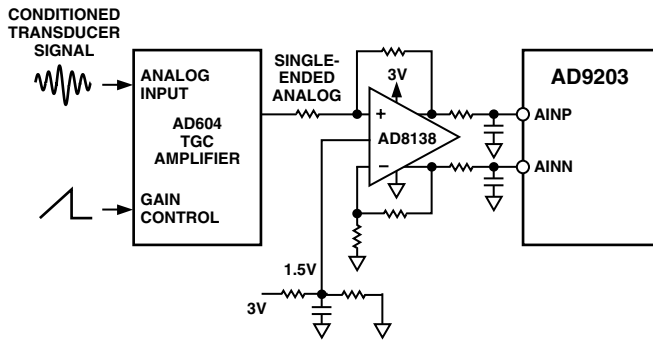 CONDITIONED
TRANSDUCER
SIGNAL
ANALOG
INPUT
AD604
TGC
AMPLIFIER
GAIN
CONTROL
SINGLE-
ENDED
ANALOG
3V
+
AD8138
−
1.5V
3V
AD9203
AINP
AINN